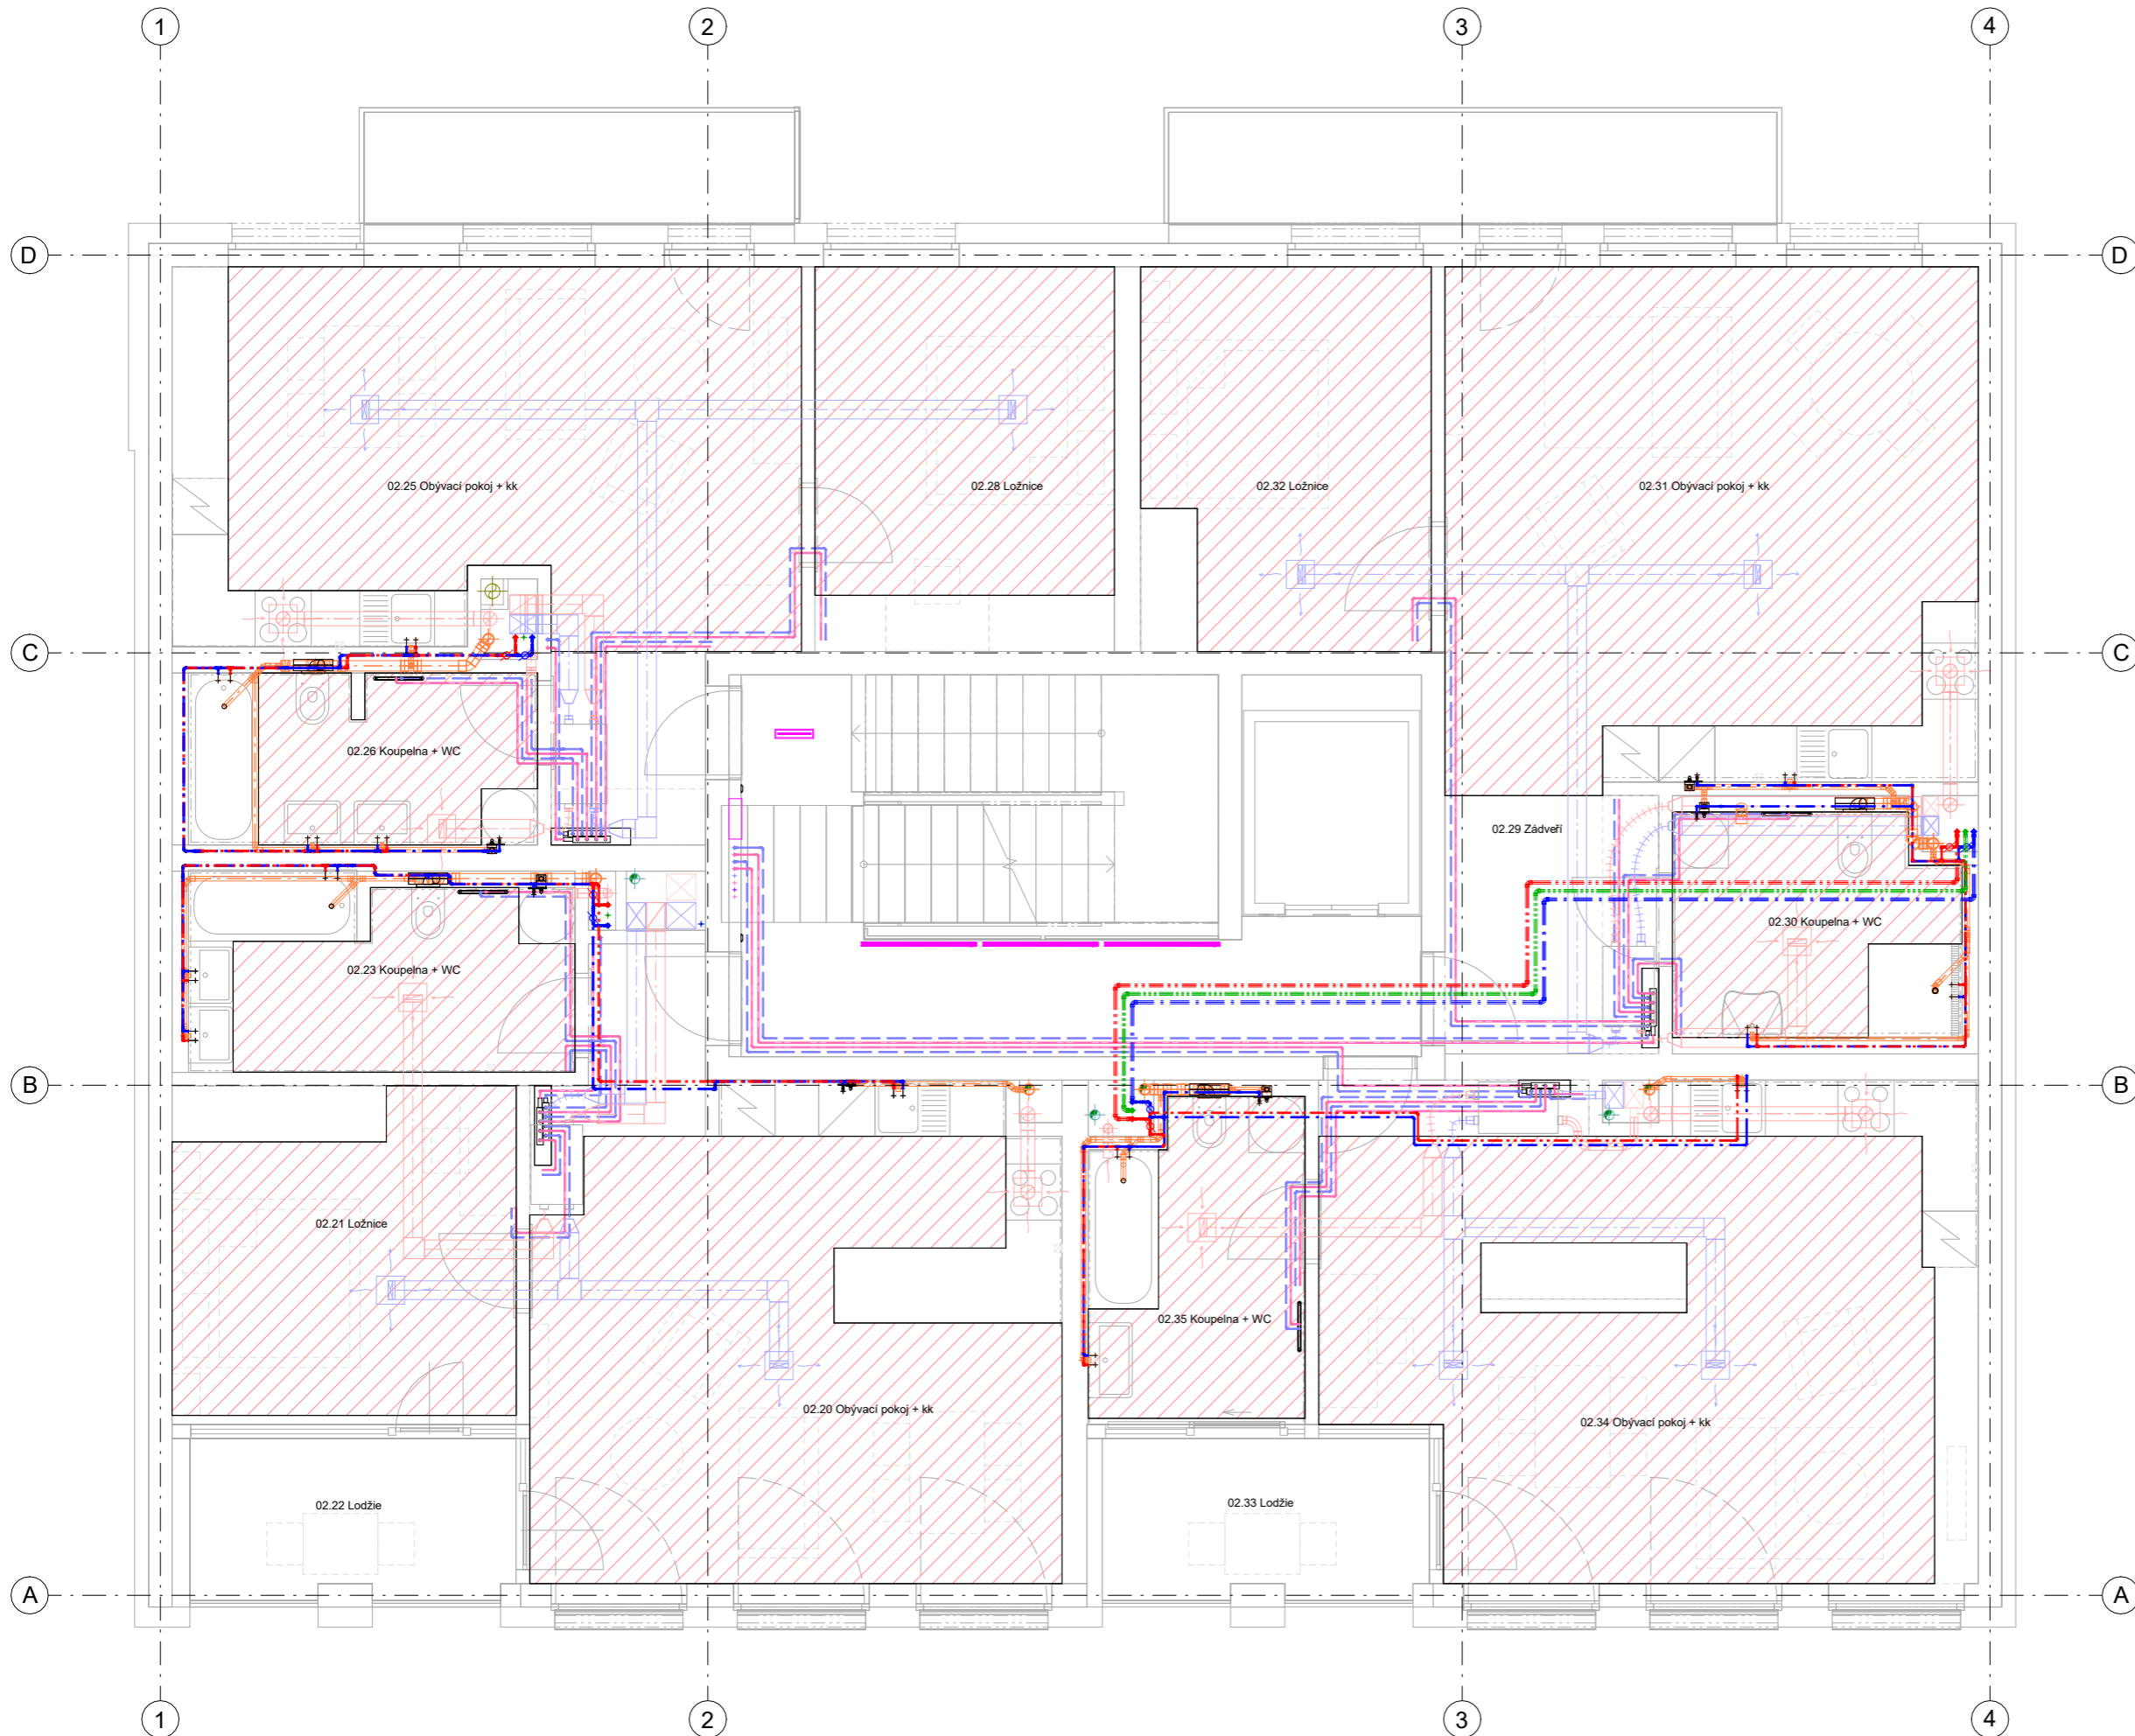 1 2 3 4
D D
02.25 Obývací pokoj + kk 02.28 Ložnice 02.32 Ložnice 02.31 Obývací pokoj + kk
C C
02.26 Koupelna + WC
02.29 Zádveří
02.30 Koupelna + WC
02.23 Koupelna + WC
B B
02.21 Ložnice
02.35 Koupelna + WC
02.20 Obývací pokoj + kk
02.34 Obývací pokoj + kk
02.22 Lodžie 02.33 Lodžie
A A
1 2 3 4